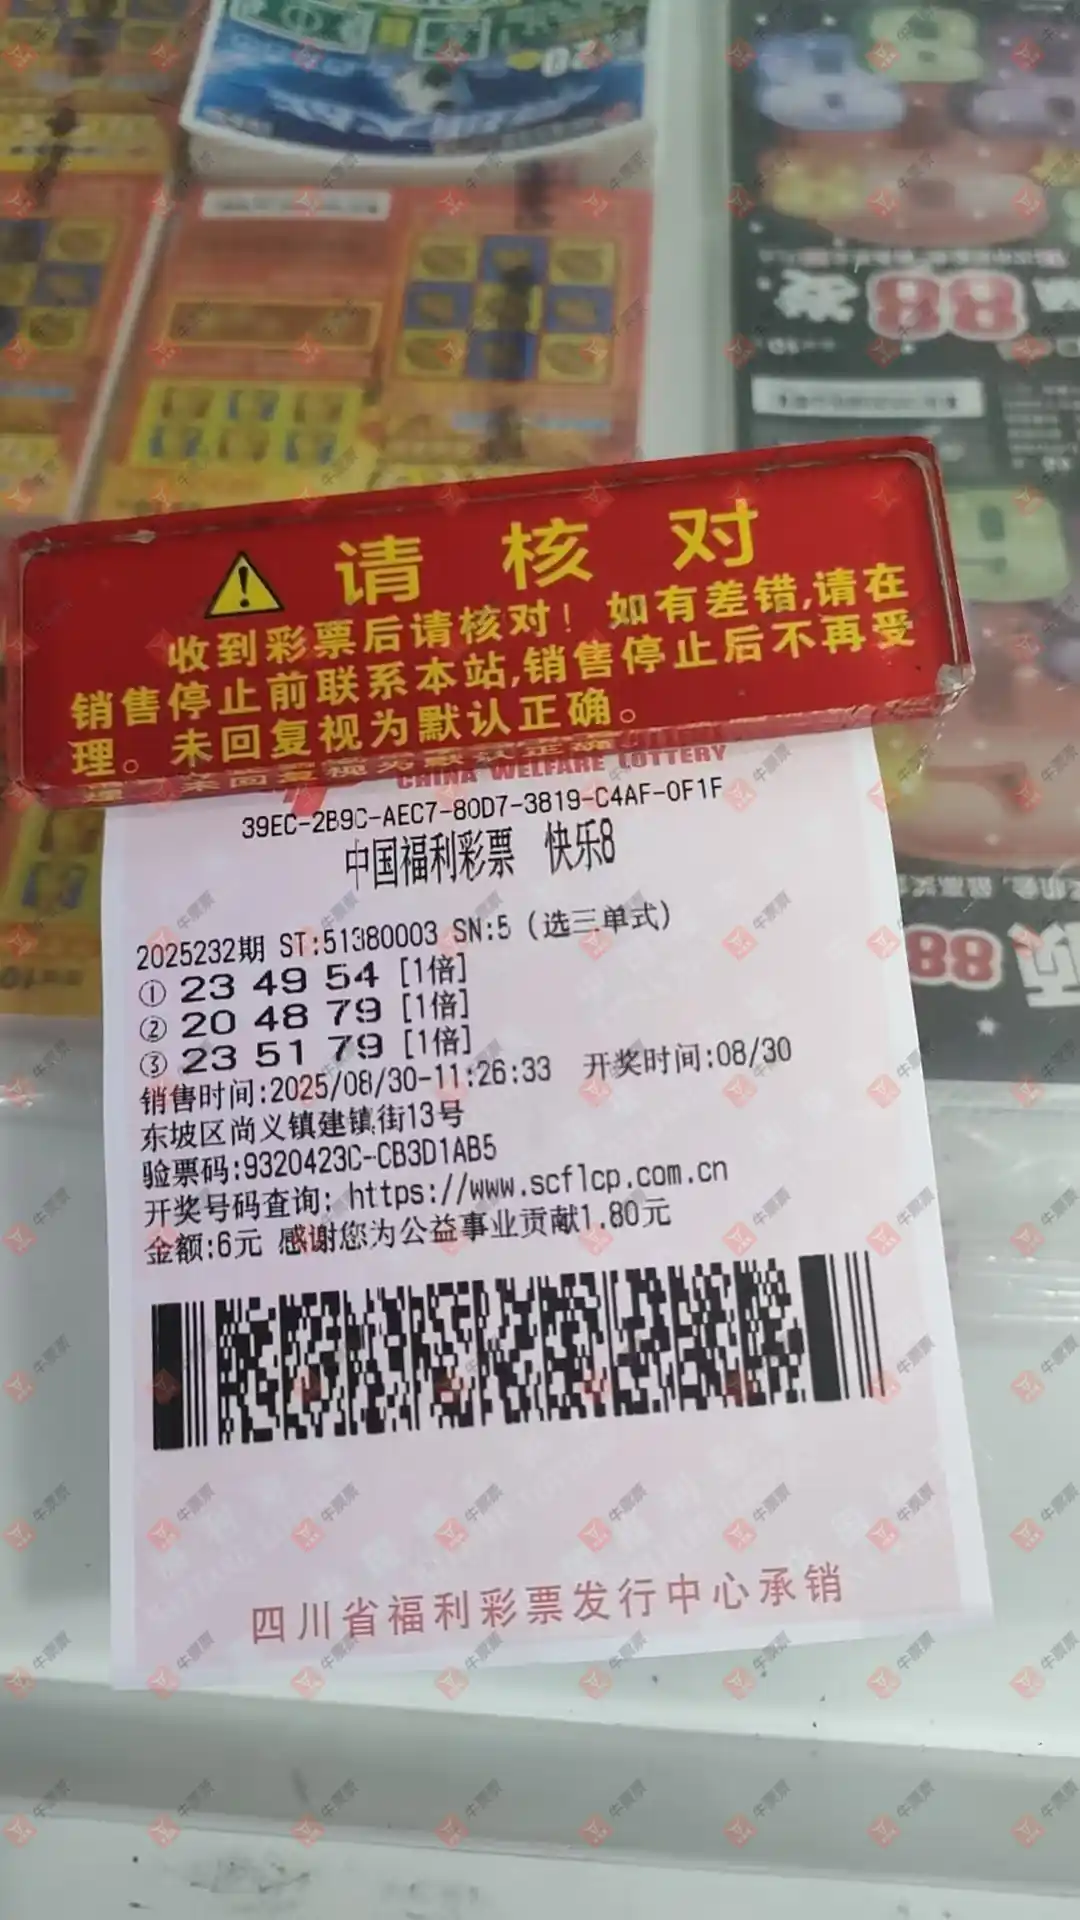 请核对
收到彩票后请核对！如有差错,请在
销售停止前联系本站,销售停止后不再受
理。未回复视为默认正确。
CHINA WELFARE LOTTERY
39EC-2B9C-AEC7-80D7-3819-C4AF-0F1F
中国福利彩票 快乐8
2025232期 ST:51380003 SN:5 (选三单式)
① 23 49 54 [1倍]
② 20 48 79 [1倍]
③ 23 51 79 [1倍]
销售时间:2025/08/30-11:26:33 开奖时间:08/30
东坡区尚义镇建镇街13号
验票码:9320423C-CB3D1AB5
开奖号码查询: https://www.scflcp.com.cn
金额:6元 感谢您为公益事业贡献1.80元
四川省福利彩票发行中心承销
88
88
牛票票